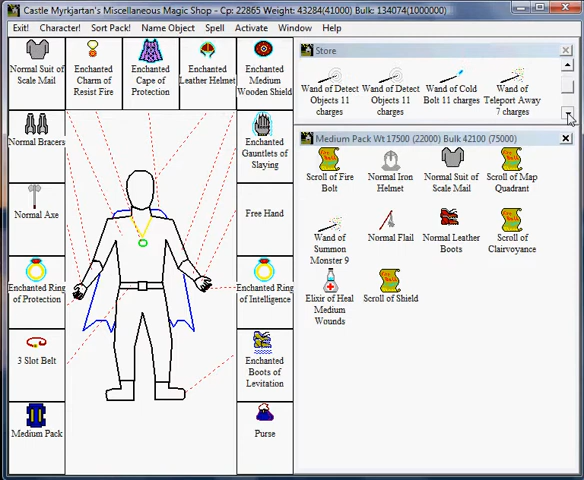 Castle Myrkjartan's Miscellaneous Magic Shop - Cp: 22865 Weight: 43284(41000) Bulk: 134074(1000000)
Exit! Character! Sort Pack! Name Object Spell Activate Window Help
Normal Suit of
Scale Mail
Enchanted
Charm of
Resist Fire
Enchanted
Cape of
Protection
Enchanted
Leather Helmet
Enchanted
Medium
Wooden Shield
Normal Bracers
Enchanted
Gauntlets of
Slaying
Normal Axe
Free Hand
Enchanted Ring
of Protection
Enchanted Ring
of Intelligence
3 Slot Belt
Enchanted
Boots of
Levitation
Medium Pack
Purse
Store
Wand of Detect
Objects 11
charges
Wand of Detect
Objects 11
charges
Wand of Cold
Bolt 11 charges
Wand of
Teleport Away
7 charges
Medium Pack Wt 17500 (22000) Bulk 42100 (75000)
Scroll of Fire
Bolt
Normal Iron
Helmet
Normal Suit of
Scale Mail
Scroll of Map
Quadrant
Wand of
Summon
Monster 9
Normal Flail
Normal Leather
Boots
Scroll of
Clairvoyance
Elixir of Heal
Medium
Wounds
Scroll of Shield